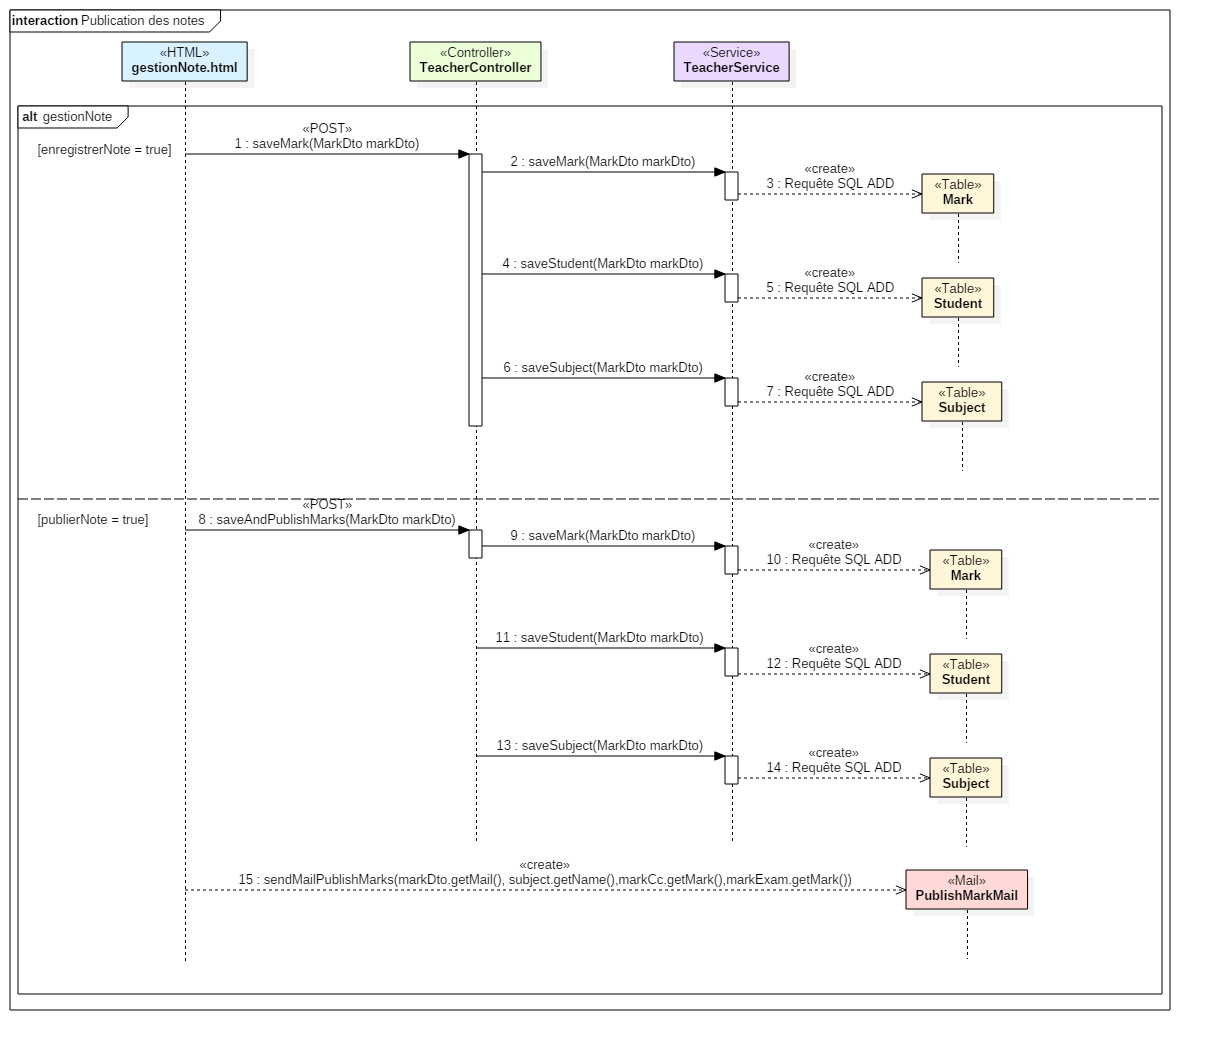 interaction Publication des notes
«HTML»
gestionNote.html
«Controller»
TeacherController
«Service»
TeacherService
alt gestionNote
[enregistrerNote = true]
«POST»
1 : saveMark(MarkDto markDto)
2 : saveMark(MarkDto markDto)
«create»
3 : Requête SQL ADD
«Table»
Mark
4 : saveStudent(MarkDto markDto)
«create»
5 : Requête SQL ADD
«Table»
Student
6 : saveSubject(MarkDto markDto)
«create»
7 : Requête SQL ADD
«Table»
Subject
[publierNote = true]
«POST»
8 : saveAndPublishMarks(MarkDto markDto)
9 : saveMark(MarkDto markDto)
«create»
10 : Requête SQL ADD
«Table»
Mark
11 : saveStudent(MarkDto markDto)
«create»
12 : Requête SQL ADD
«Table»
Student
13 : saveSubject(MarkDto markDto)
«create»
14 : Requête SQL ADD
«Table»
Subject
«create»
15 : sendMailPublishMarks(markDto.getMail(), subject.getName(),markCc.getMark(),markExam.getMark())
«Mail»
PublishMarkMail